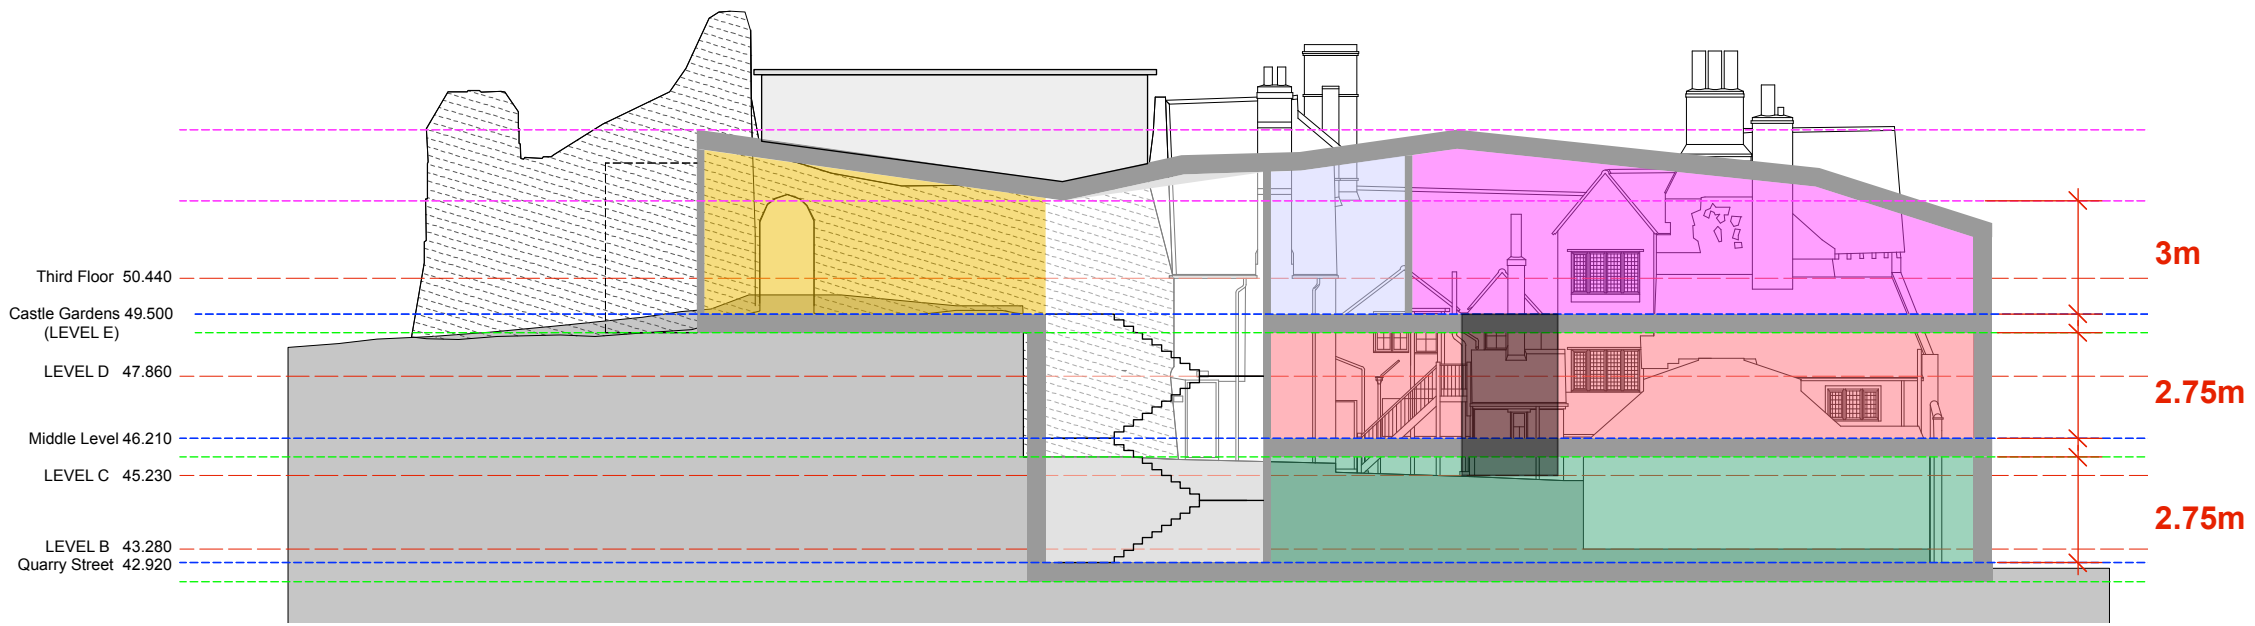 Third Floor 50.440
Castle Gardens 49.500
(LEVEL E)
LEVEL D 47.860
Middle Level 46.210
LEVEL C 45.230
LEVEL B 43.280
Quarry Street 42.920
3m
2.75m
2.75m